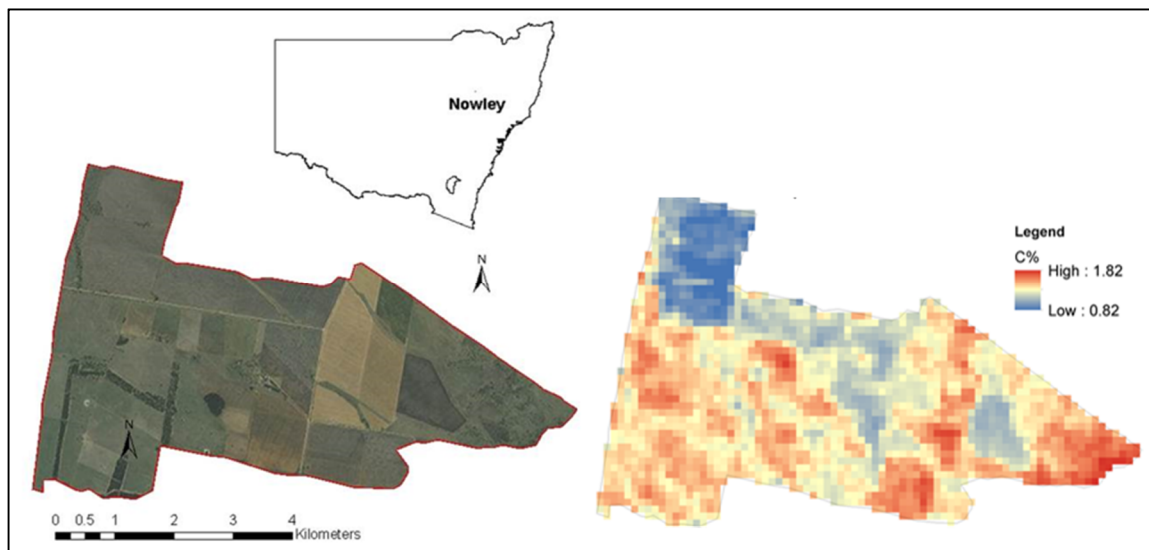 Nowley
N
N
0 0.5 1 2 3 4
Kilometers
Legend
C%
High : 1.82
Low : 0.82